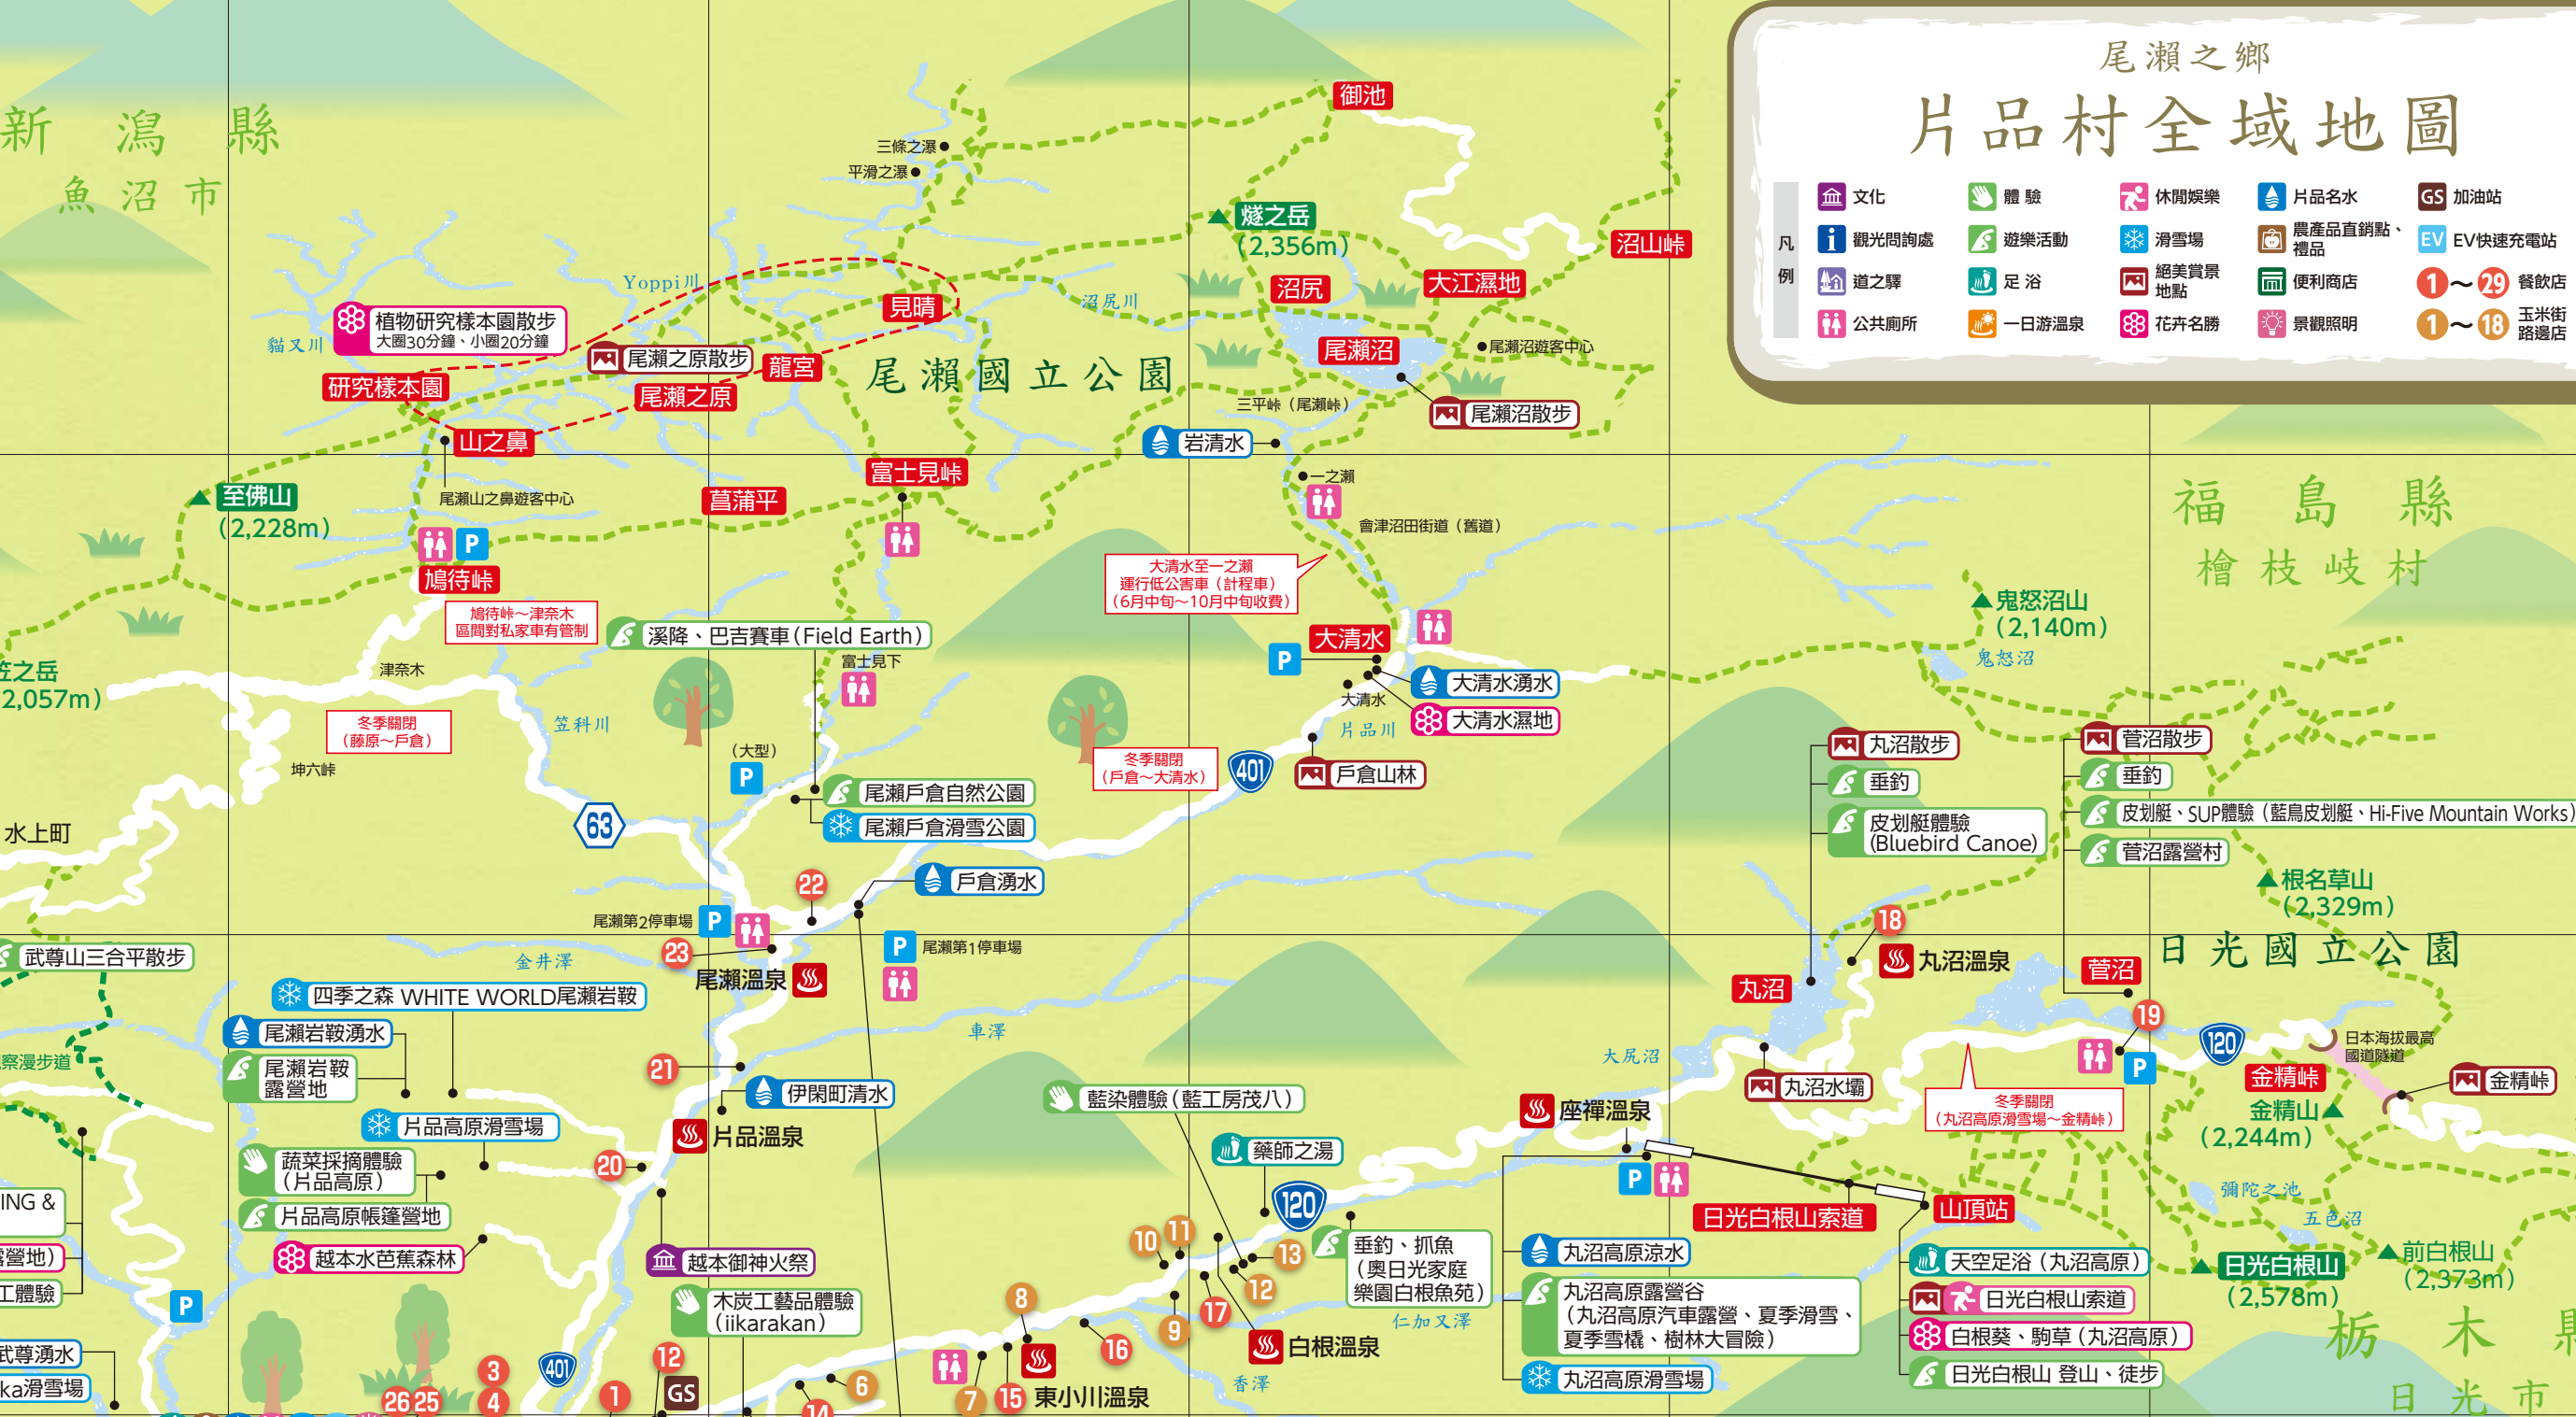 尾瀨之鄉
片品村全域地圖
凡例
文化
觀光問詢處
道之驛
公共廁所
體驗
遊樂活動
足浴
一日游溫泉
休閒娛樂
滑雪場
絕美賞景
地點
花卉名勝
片品名水
農產品直銷點、
禮品
便利商店
景觀照明
GS 加油站
EV EV快速充電站
1～29 餐飲店
1～18 玉米街
路邊店
新潟縣
魚沼市
御池
三條之瀑
平滑之瀑
燧之岳
(2,356m)
沼山峠
沼尻
大江濕地
Yoppi川
沼尻川
見晴
植物研究樣本園散步
大圈30分鐘、小圈20分鐘
貓又川
尾瀨之原散步
龍宮
尾瀨國立公園
尾瀨沼
尾瀨沼遊客中心
研究樣本園
尾瀨之原
三平峠（尾瀨峠）
尾瀨沼散步
山之鼻
岩清水
富士見峠
一之瀨
至佛山
(2,228m)
尾瀨山之鼻遊客中心
菖蒲平
會津沼田街道（舊道）
福島縣
檜枝岐村
P
鳩待峠
大清水至一之瀨
運行低公害車（計程車）
（6月中旬～10月中旬收費）
鳩待峠～津奈木
區間對私家車有管制
溪降、巴吉賽車(Field Earth)
富士見下
大清水
P
鬼怒沼山
(2,140m)
鬼怒沼
笠之岳
2,057m)
津奈木
大清水湧水
大清水
大清水濕地
片品川
冬季關閉
（藤原～戶倉）
笠科川
坤六峠
（大型）
P
冬季關閉
（戶倉～大清水）
401
戶倉山林
丸沼散步
垂釣
皮划艇體驗
(Bluebird Canoe)
菅沼散步
垂釣
皮划艇、SUP體驗（藍鳥皮划艇、Hi-Five Mountain Works）
菅沼露營村
尾瀨戶倉自然公園
尾瀨戶倉滑雪公園
63
水上町
戶倉湧水
22
根名草山
(2,329m)
尾瀨第2停車場
P
23
P
尾瀨第1停車場
18
丸沼溫泉
日光國立公園
武尊山三合平散步
金井澤
尾瀨溫泉
四季之森 WHITE WORLD尾瀨岩鞍
丸沼
菅沼
尾瀨岩鞍湧水
車澤
19
120
日本海拔最高
國道隧道
察漫步道
尾瀨岩鞍
露營地
21
大尻沼
P
金精峠
金精峠
丸沼水壩
伊閑町清水
藍染體驗(藍工房茂八)
座禪溫泉
冬季關閉
（丸沼高原滑雪場～金精峠）
金精山
(2,244m)
片品高原滑雪場
片品溫泉
藥師之湯
蔬菜採摘體驗
（片品高原）
20
P
彌陀之池
片品高原帳篷營地
120
日光白根山索道
山頂站
五色沼
ING &
越本水芭蕉森林
越本御神火祭
10
11
13
12
垂釣、抓魚
（奧日光家庭
樂園白根魚苑）
丸沼高原涼水
天空足浴（丸沼高原）
日光白根山
(2,578m)
前白根山
(2,373m)
營地)
工體驗
P
木炭工藝品體驗
(iikarakan)
8
9
17
仁加又澤
丸沼高原露營谷
（丸沼高原汽車露營、夏季滑雪、
夏季雪橇、樹林大冒險）
日光白根山索道
白根葵、駒草（丸沼高原）
栃木縣
武尊湧水
16
白根溫泉
日光白根山 登山、徒步
ka滑雪場
401
3
4
12
GS
6
7
15
東小川溫泉
香澤
丸沼高原滑雪場
日光市
26
25
1
14